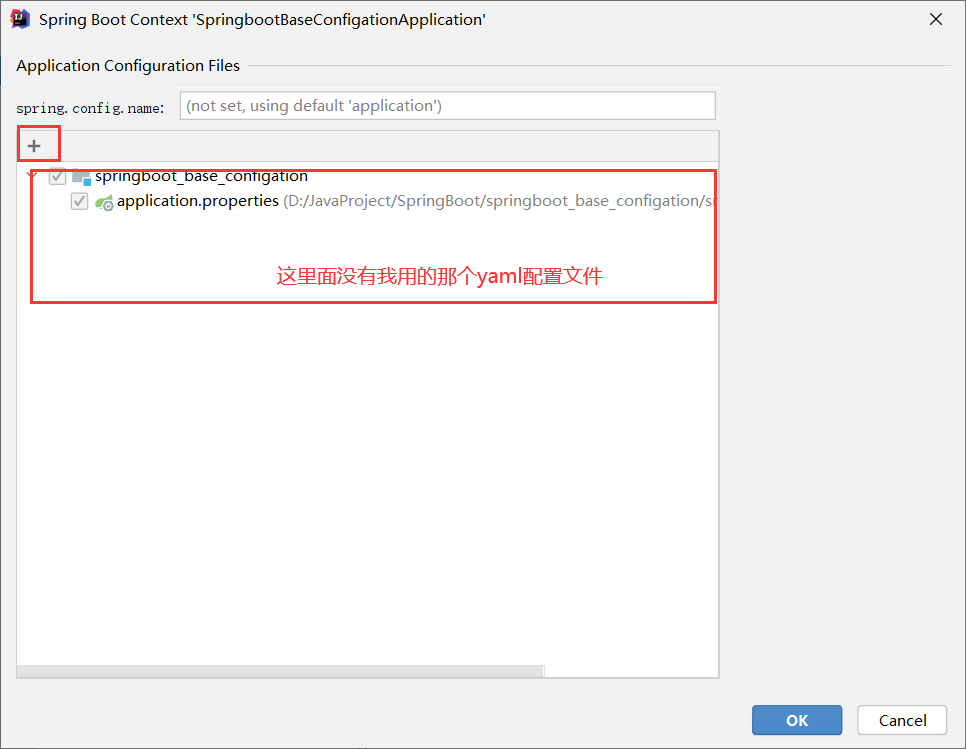 Spring Boot Context 'SpringbootBaseConfigationApplication'
Application Configuration Files
spring.config.name:
(not set, using default 'application')
+
springboot_base_configation
application.properties (D:/JavaProject/SpringBoot/springboot_base_configation/sr
这里面没有我用的那个yaml配置文件
OK
Cancel